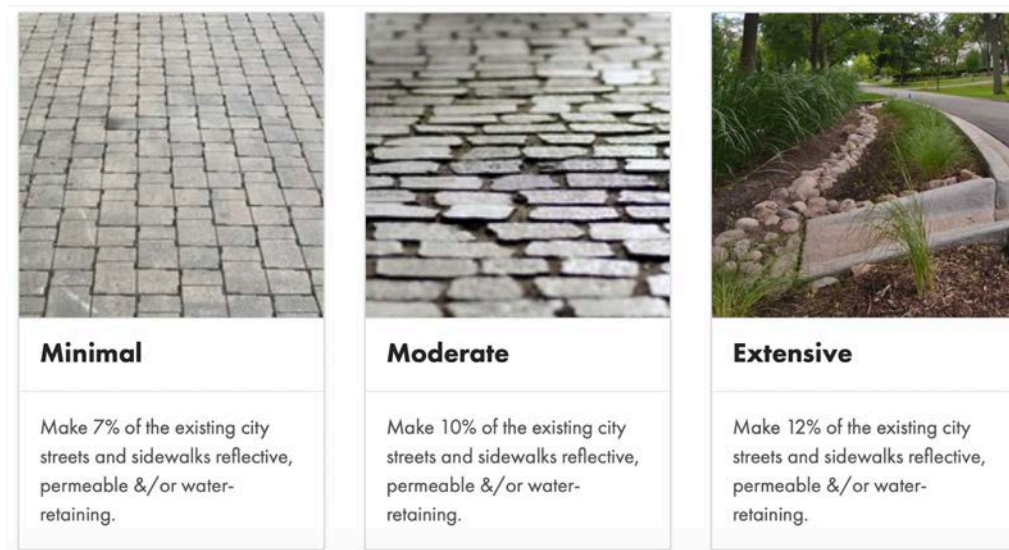 Minimal
Make 7% of the existing city
streets and sidewalks reflective,
permeable &/or water-
retaining.
Moderate
Make 10% of the existing city
streets and sidewalks reflective,
permeable &/or water-
retaining.
Extensive
Make 12% of the existing city
streets and sidewalks reflective,
permeable &/or water-
retaining.